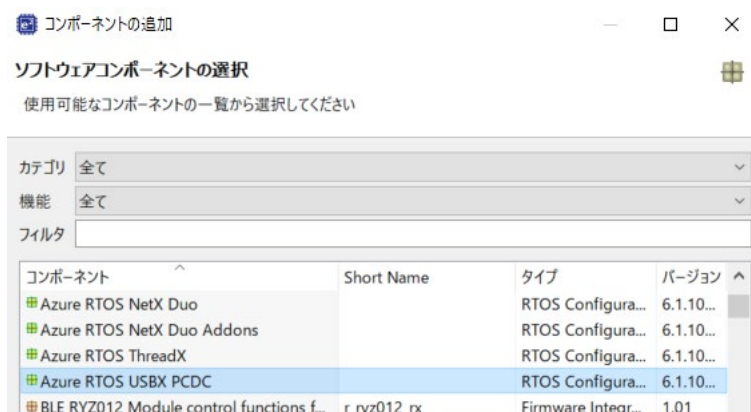 コンポーネントの追加
ソフトウェアコンポーネントの選択
使用可能なコンポーネントの一覧から選択してください
カテゴリ 全て
機能 全て
フィルタ
コンポーネント Short Name タイプ バージョン
Azure RTOS NetX Duo RTOS Configura... 6.1.10...
Azure RTOS NetX Duo Addons RTOS Configura... 6.1.10...
Azure RTOS ThreadX RTOS Configura... 6.1.10...
Azure RTOS USBX PCDC RTOS Configura... 6.1.10...
BLE RYZ012 Module control functions f... r_ryz012_rx Firmware Integr... 1.01